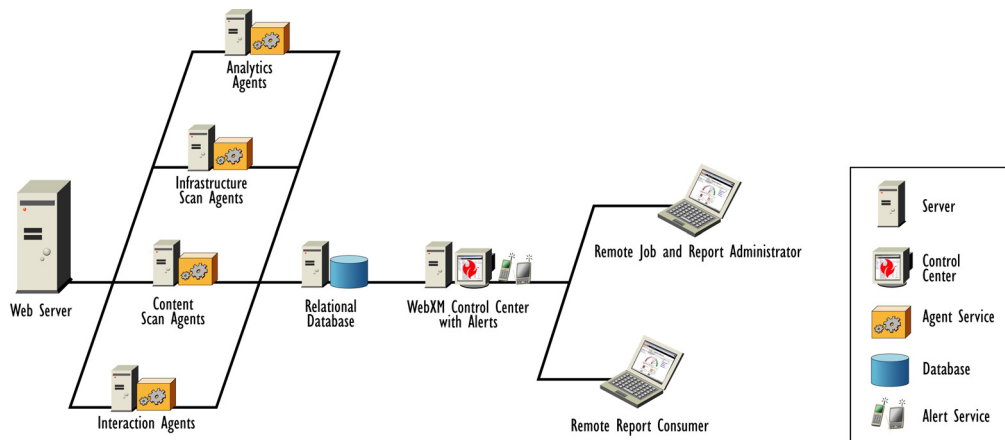 Analytics
Agents
Infrastructure
Scan Agents
Web Server
Content
Scan Agents
Relational
Database
WebXM Control Center
with Alerts
Interaction Agents
Remote Job and Report Administrator
Remote Report Consumer
Server
Control
Center
Agent Service
Database
Alert Service